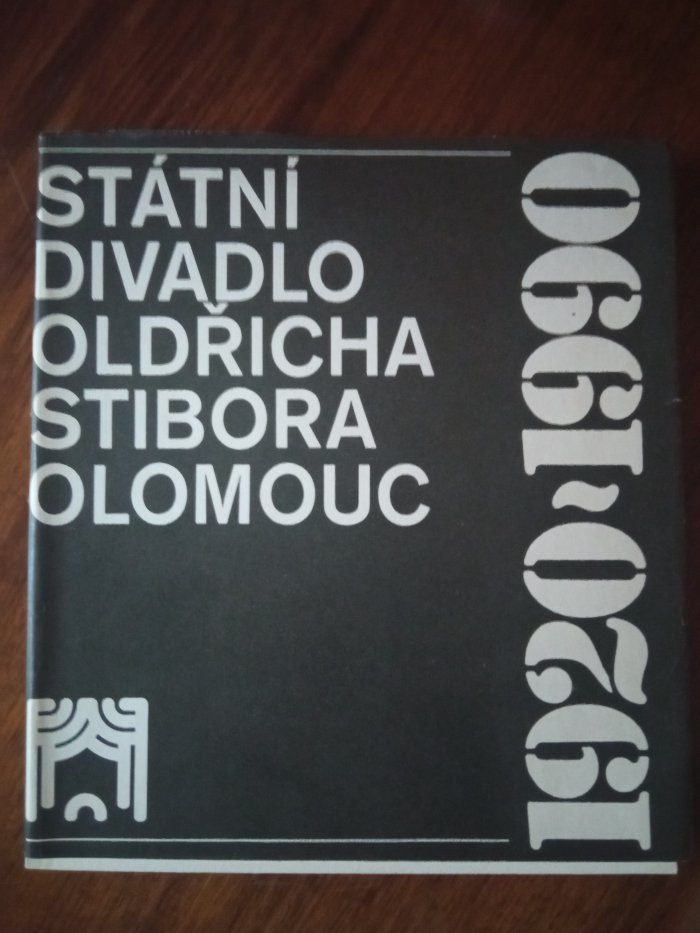 STÁTNÍ
DIVADLO
OLDŘICHA
STIBORA
OLOMOUC
1920~1990